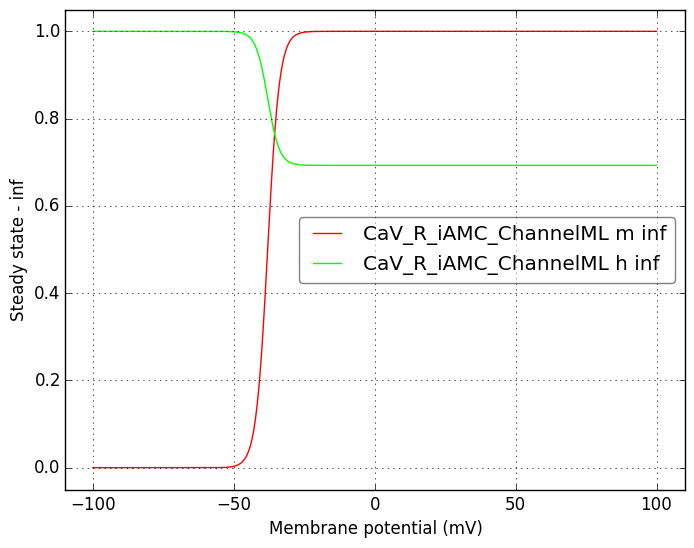 1.0
0.8
0.6
0.4
0.2
0.0
Steady state - inf
CaV_R_iAMC_ChannelML m inf
CaV_R_iAMC_ChannelML h inf
−100
−50
0
50
100
Membrane potential (mV)